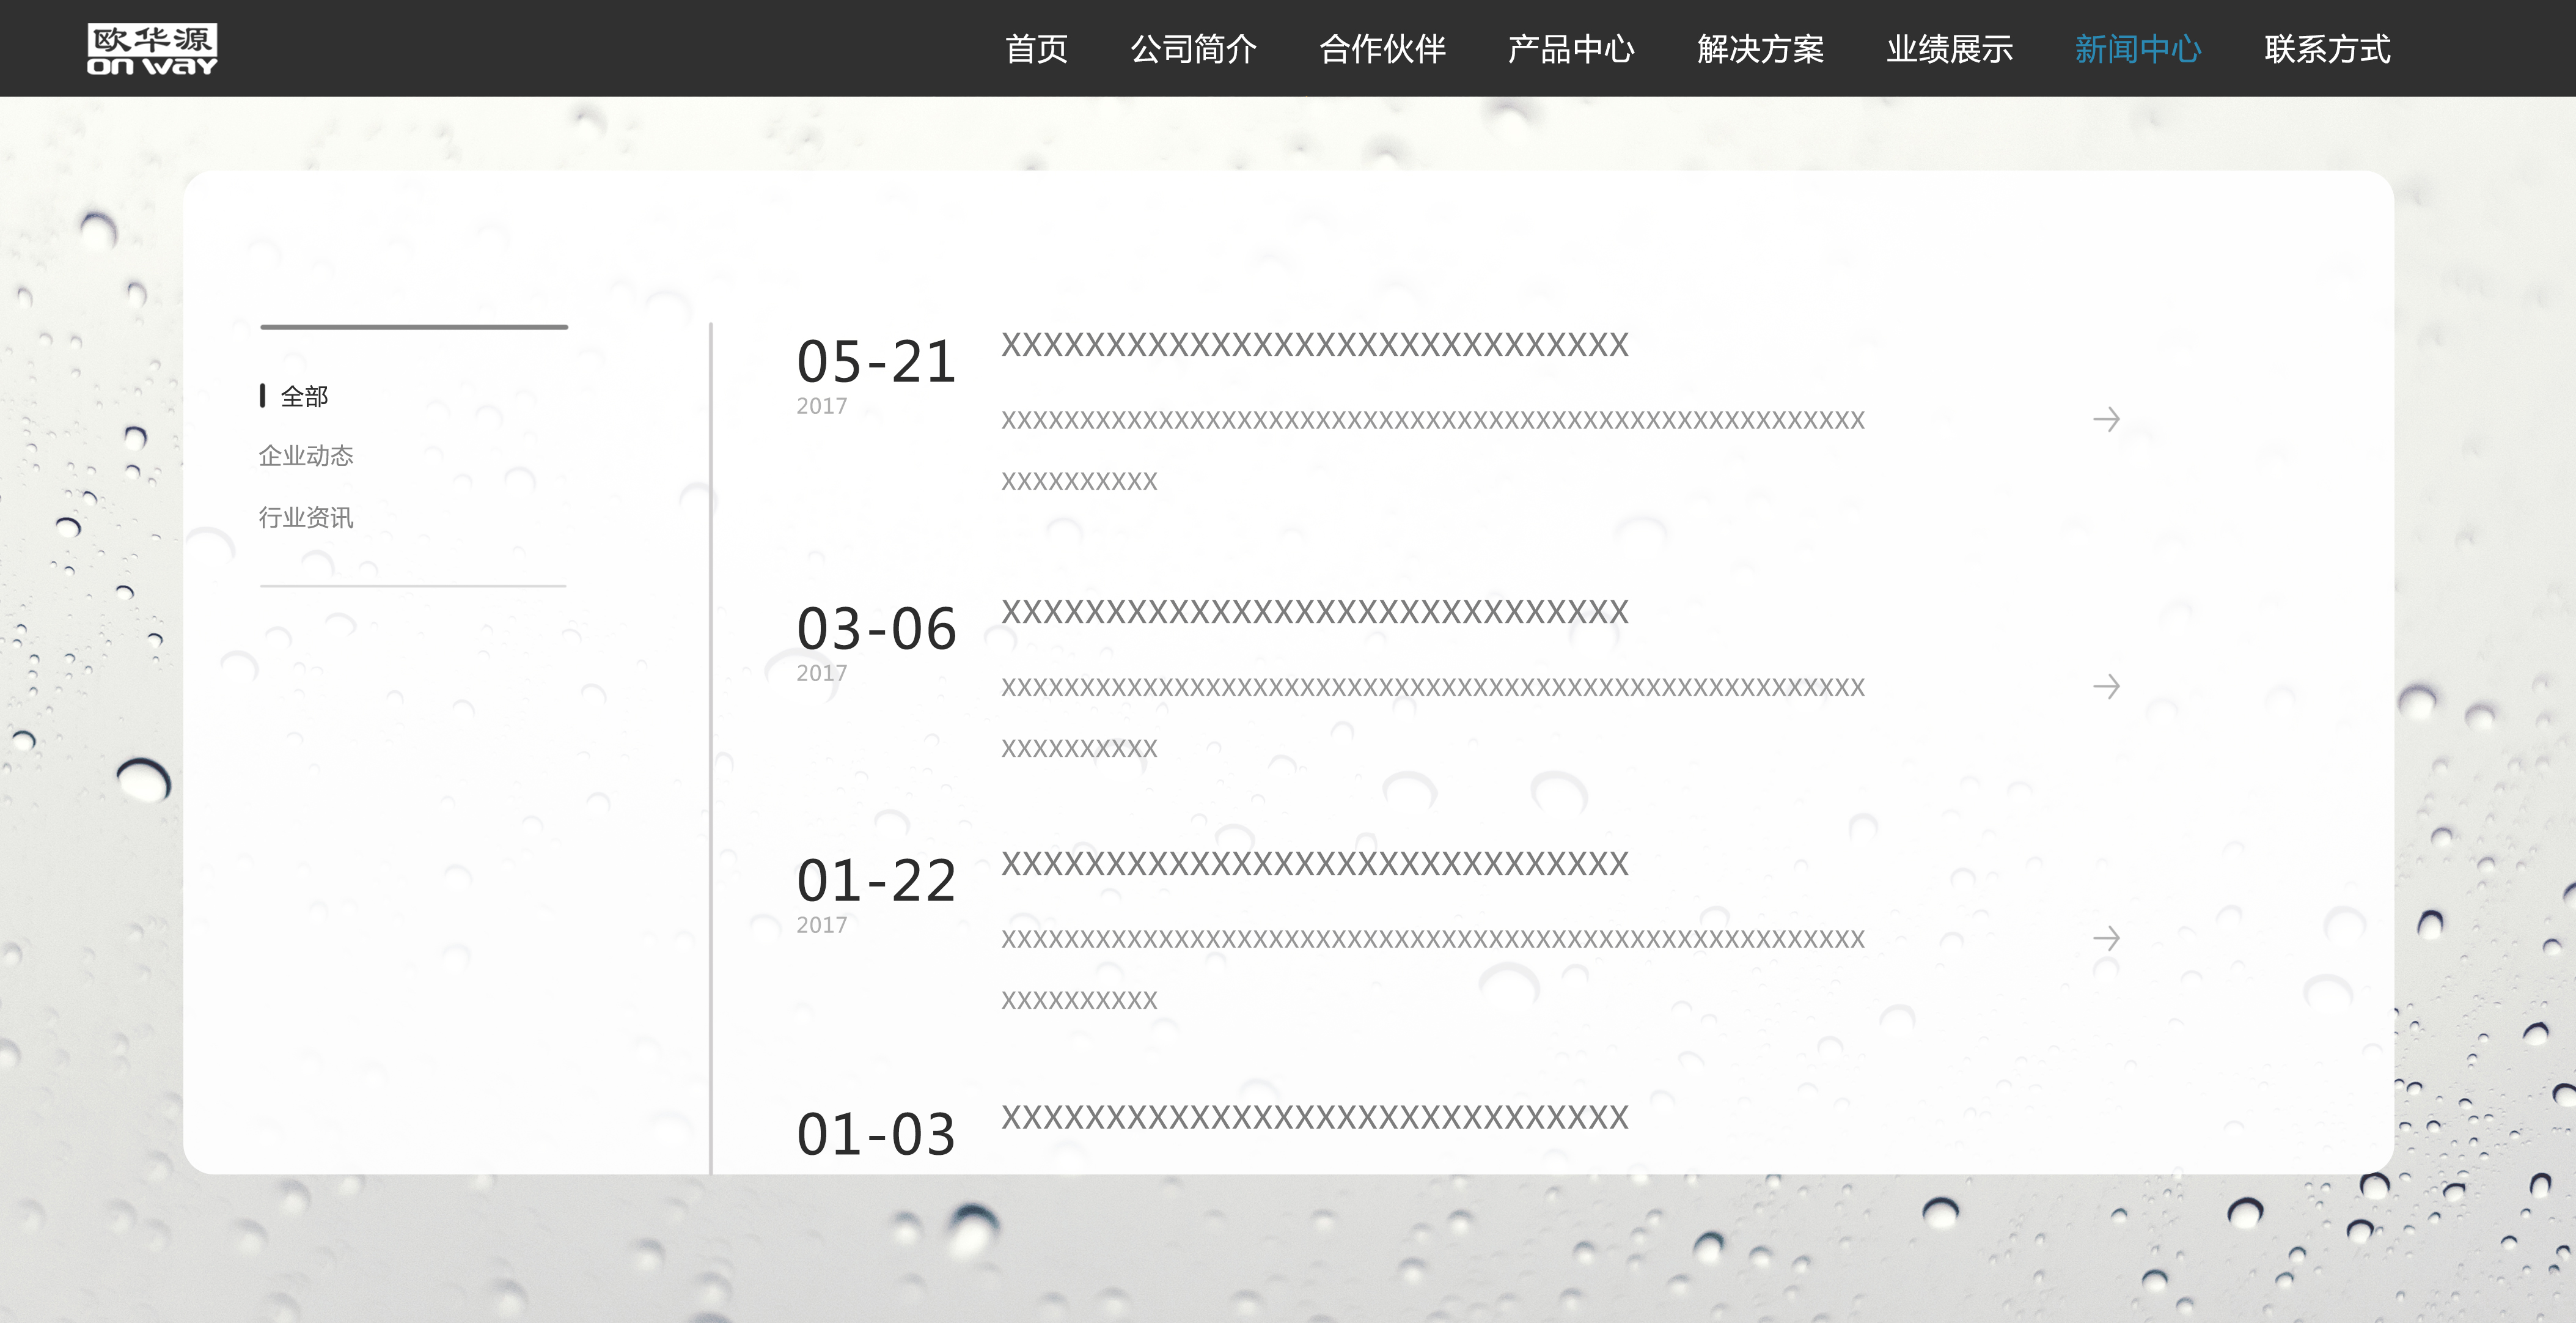 欧华源
on way
首页 公司简介 合作伙伴 产品中心 解决方案 业绩展示 新闻中心 联系方式
全部
企业动态
行业资讯
05-21
2017
XXXXXXXXXXXXXXXXXXXXXXXXXXXXXX
XXXXXXXXXXXXXXXXXXXXXXXXXXXXXXXXXXXXXXXXXXXXXXXXXXXXXXX
XXXXXXXXXX
03-06
2017
XXXXXXXXXXXXXXXXXXXXXXXXXXXXXX
XXXXXXXXXXXXXXXXXXXXXXXXXXXXXXXXXXXXXXXXXXXXXXXXXXXXXXX
XXXXXXXXXX
01-22
2017
XXXXXXXXXXXXXXXXXXXXXXXXXXXXXX
XXXXXXXXXXXXXXXXXXXXXXXXXXXXXXXXXXXXXXXXXXXXXXXXXXXXXXX
XXXXXXXXXX
01-03
XXXXXXXXXXXXXXXXXXXXXXXXXXXXXX